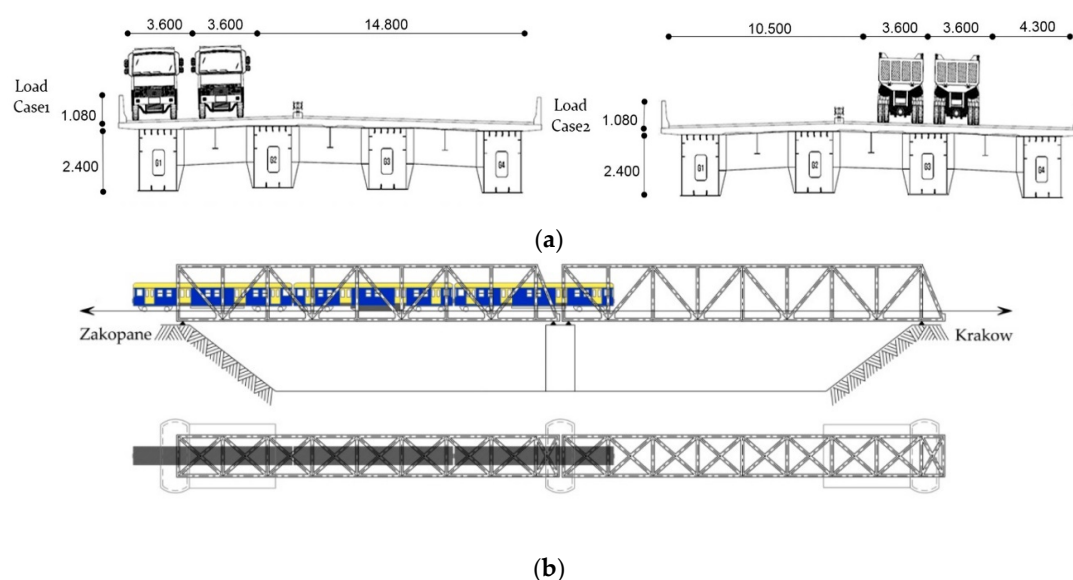 3.600 3.600 14.800
Load
Case1
1.080
2.400
G1 G2 G3 G4
10.500 3.600 3.600 4.300
Load
Case2
1.080
2.400
G1 G2 G3 G4
(a)
Zakopane Krakow
(b)